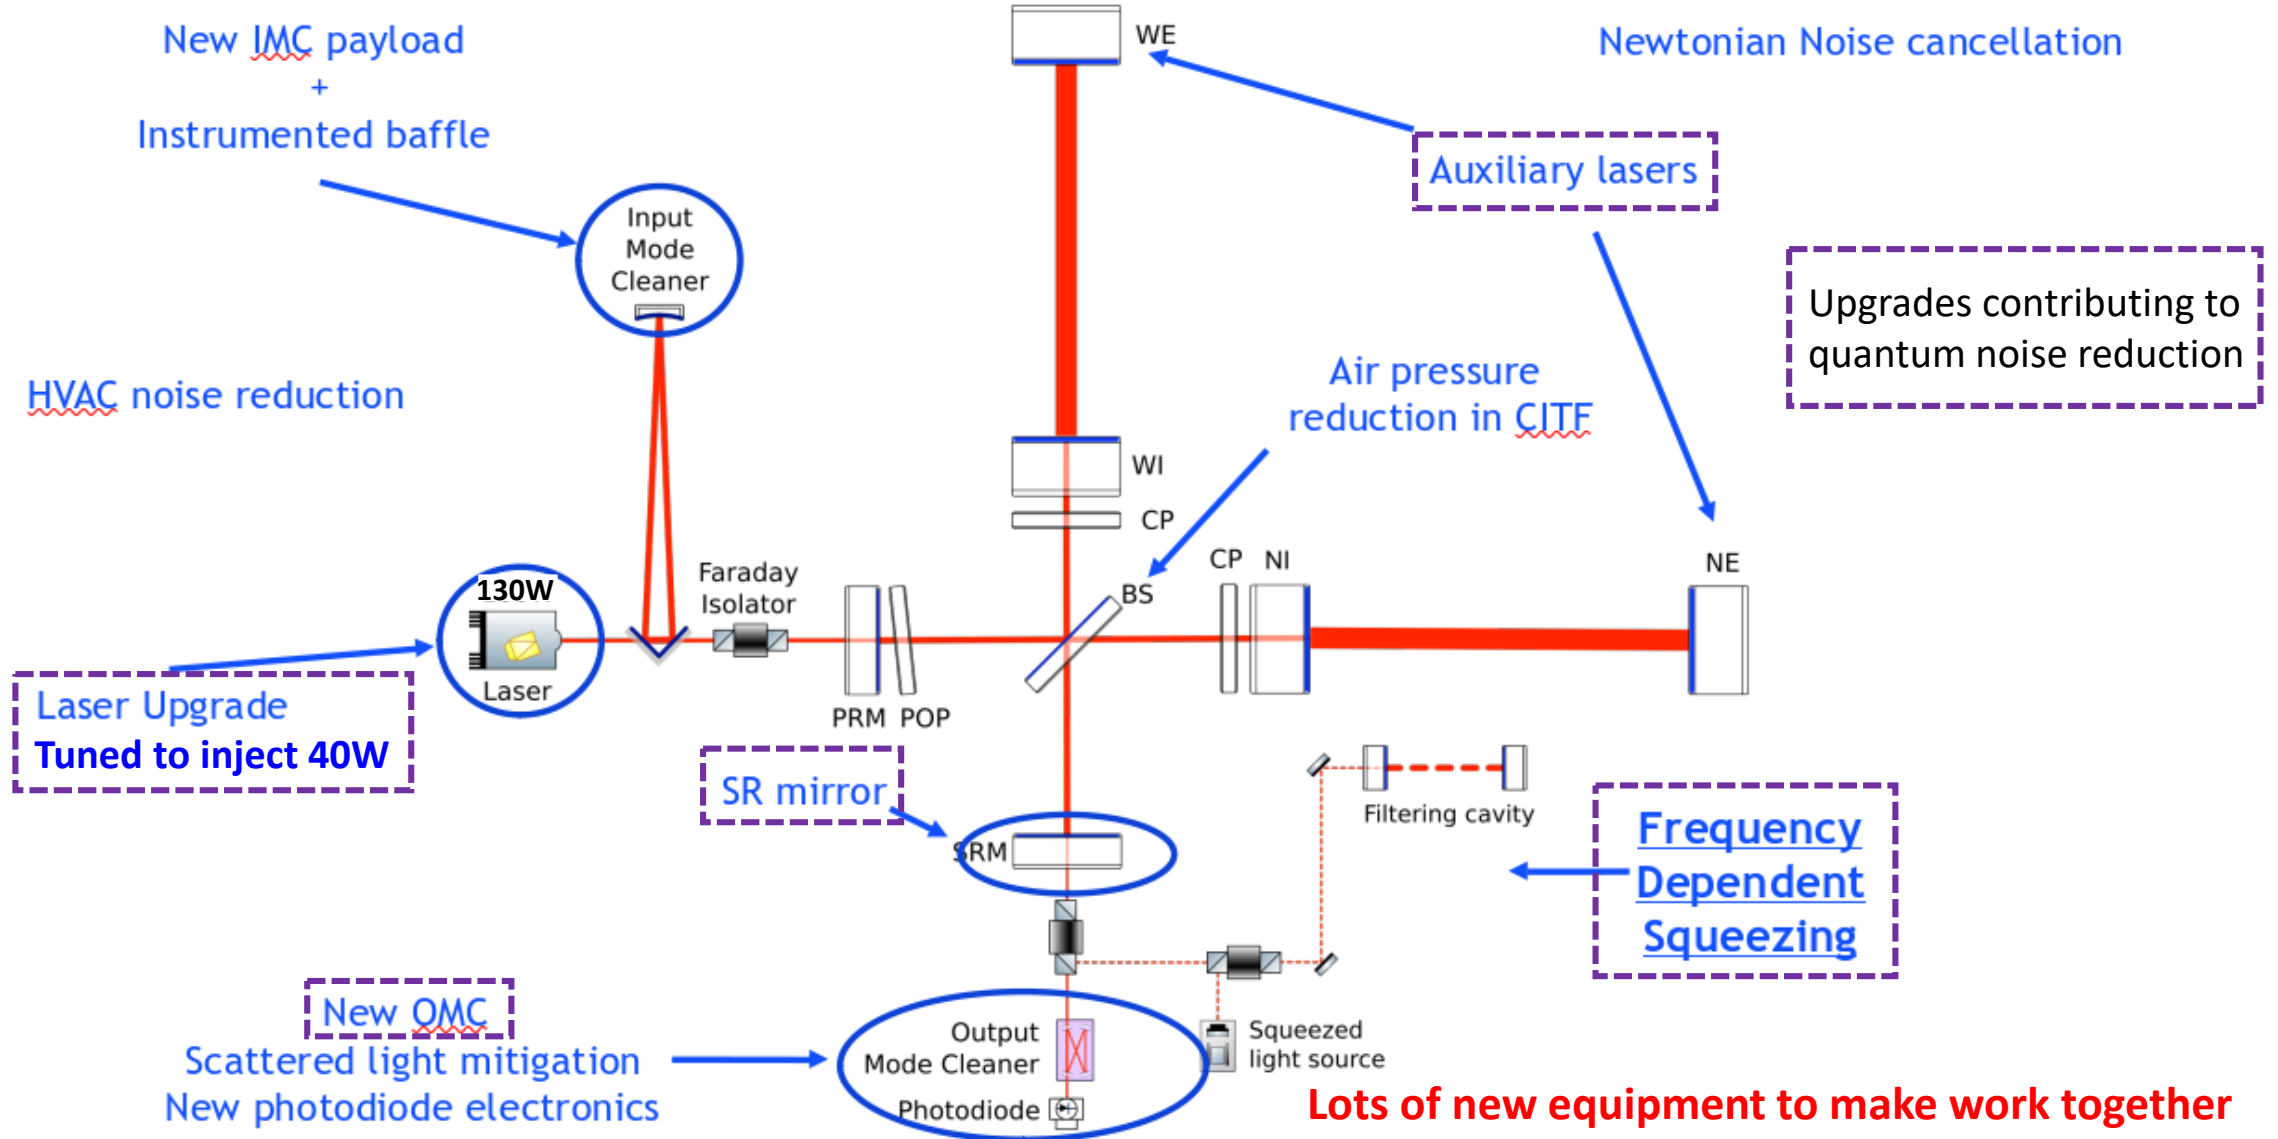 New IMC payload
+
Instrumented baffle
WE
Newtonian Noise cancellation
Auxiliary lasers
Input
Mode
Cleaner
Upgrades contributing to
quantum noise reduction
HVAC noise reduction
Air pressure
reduction in CITF
WI
CP
130W
Laser
Faraday
Isolator
BS
CP NI
NE
Laser Upgrade
Tuned to inject 40W
PRM POP
SR mirror
SRM
Filtering cavity
Frequency
Dependent
Squeezing
New OMC
Scattered light mitigation
New photodiode electronics
Output
Mode Cleaner
Photodiode
Squeezed
light source
Lots of new equipment to make work together